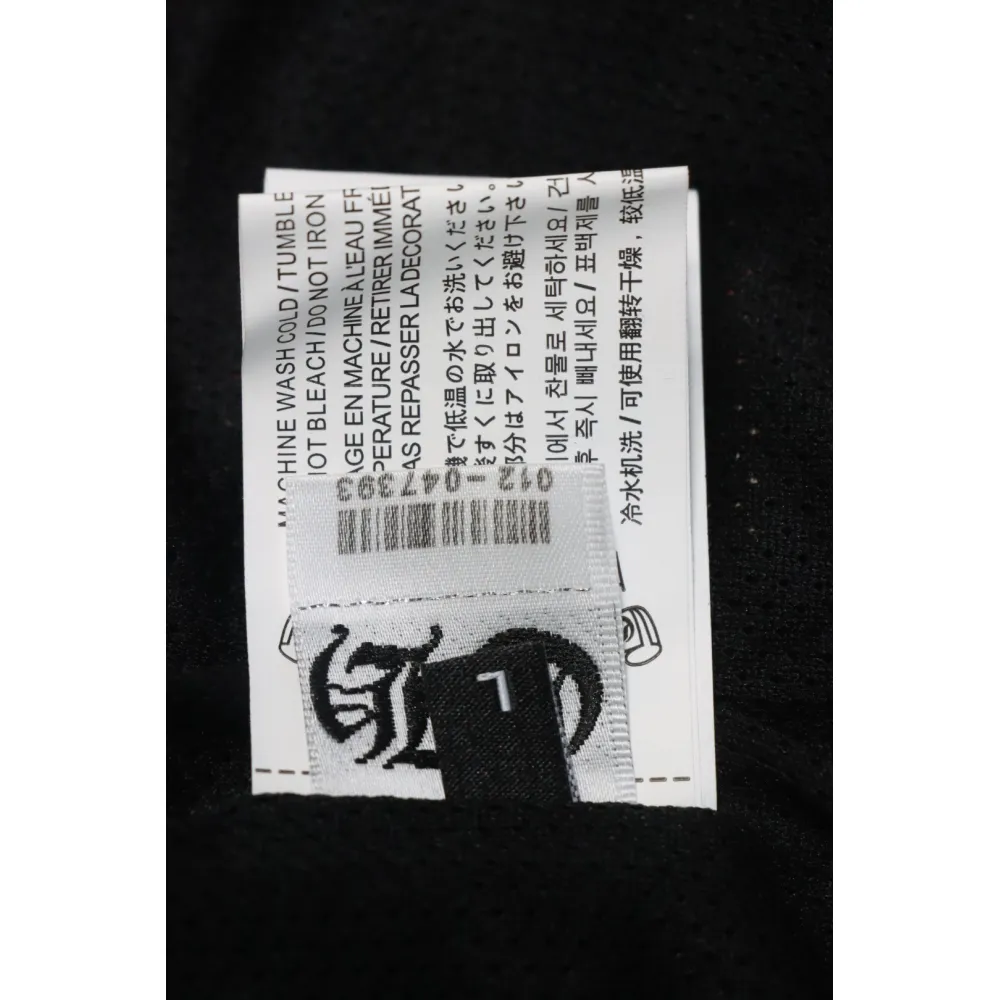 MACHINE WASH COLD / TUMBLE
NOT BLEACH / DO NOT IRON
AGE EN MACHINE À L'EAU FR
PERATURE / RETIRER IMMÉ
AS REPASSER LA DECORAT
機で低温の水でお洗いください
後すぐに取り出してください。
部分はアイロンをお避け下さい
에서 찬물로 세탁하세요/ 건
후 즉시 빼내세요 / 표백제를 사
冷水机洗 / 可使用翻转干燥，较低温
012-047393
L